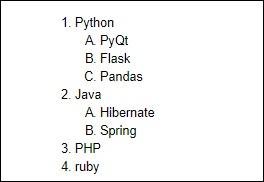 1. Python
A. PyQt
B. Flask
C. Pandas
2. Java
A. Hibernate
B. Spring
3. PHP
4. ruby